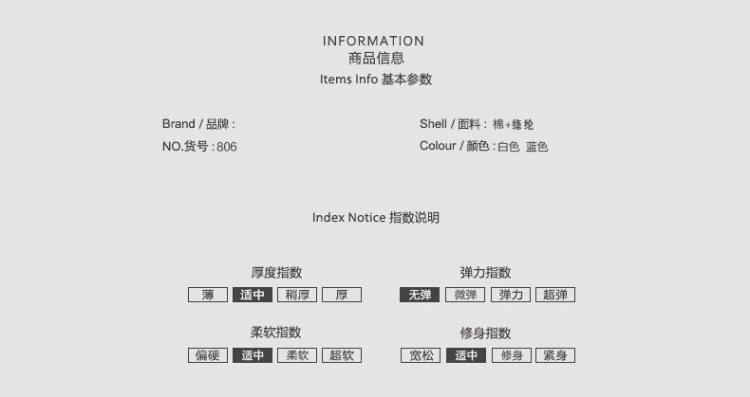 INFORMATION
商品信息
Items Info 基本参数
Brand / 品牌 :
Shell / 面料 : 棉+绦纶
NO.货号 :806
Colour / 颜色 :白色 蓝色
Index Notice 指数说明
厚度指数
薄 适中 稍厚 厚
弹力指数
无弹 微弹 弹力 超弹
柔软指数
偏硬 适中 柔软 超软
修身指数
宽松 适中 修身 紧身